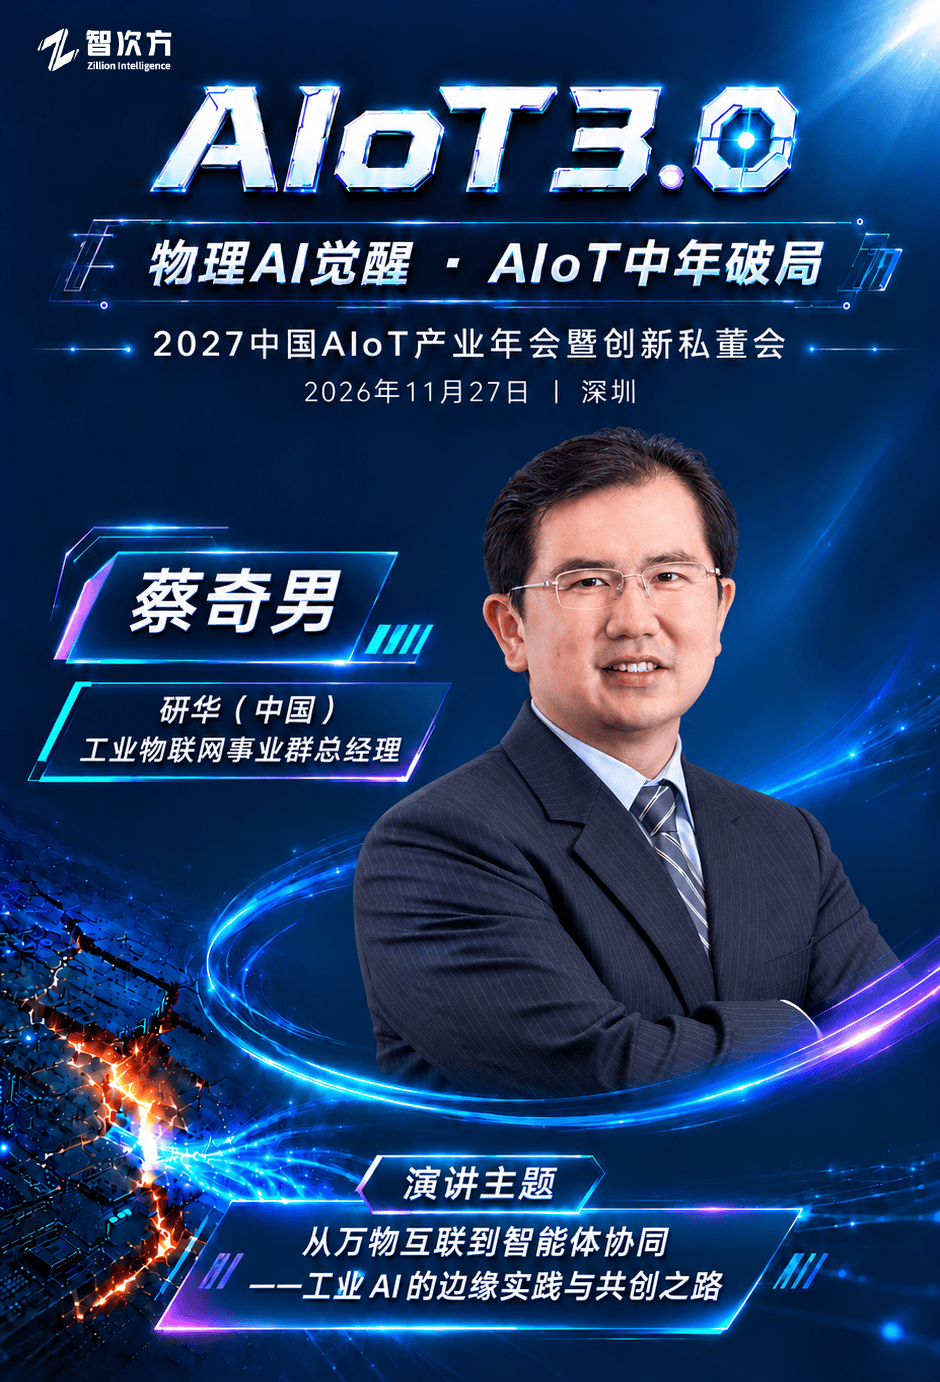 智次方
Zillion Intelligence
AIoT3.0
物理AI觉醒 · AIoT中年破局
2027中国AIoT产业年会暨创新私董会
2026年11月27日 | 深圳
蔡奇男
研华（中国）
工业物联网事业群总经理
演讲主题
从万物互联到智能体协同
——工业AI的边缘实践与共创之路